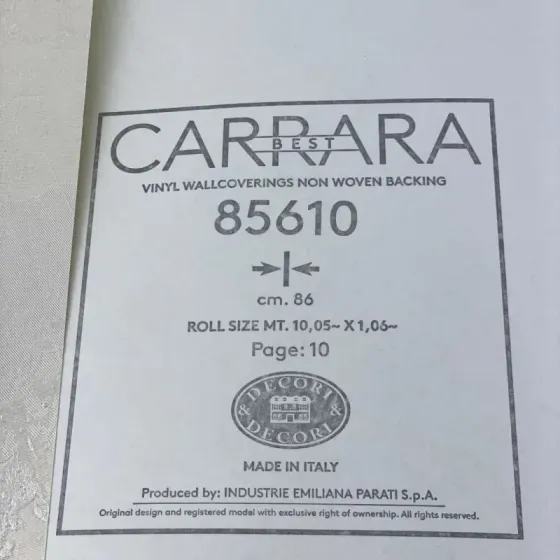 CARRARA
BEST
VINYL WALLCOVERINGS NON WOVEN BACKING
85610
cm. 86
ROLL SIZE MT. 10,05~ X 1,06~
Page: 10
DECORI
& &
DECORI
MADE IN ITALY
Produced by: INDUSTRIE EMILIANA PARATI S.p.A.
Original design and registered model with exclusive right of ownership. All rights reserved.